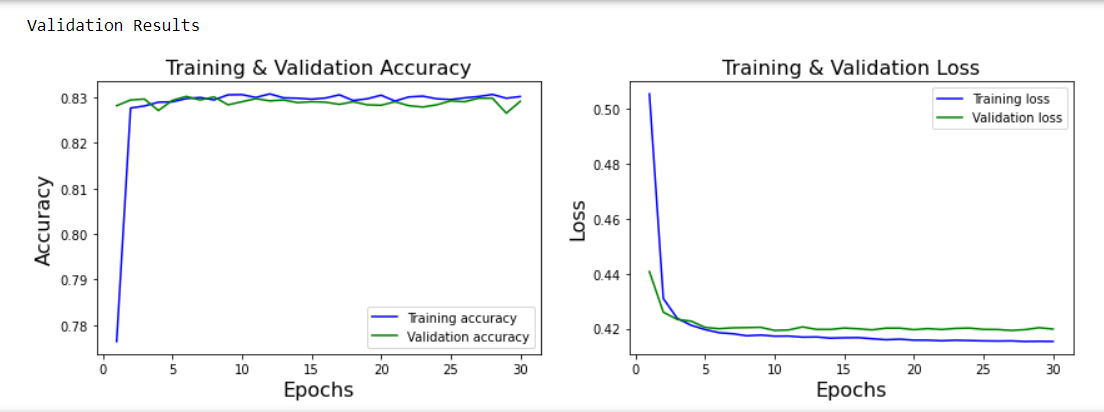 Validation Results
Training & Validation Accuracy
0.83
0.82
0.81
0.80
0.79
0.78
Accuracy
Training accuracy
Validation accuracy
0 5 10 15 20 25 30
Epochs
Training & Validation Loss
0.50
0.48
0.46
0.44
0.42
Loss
Training loss
Validation loss
0 5 10 15 20 25 30
Epochs